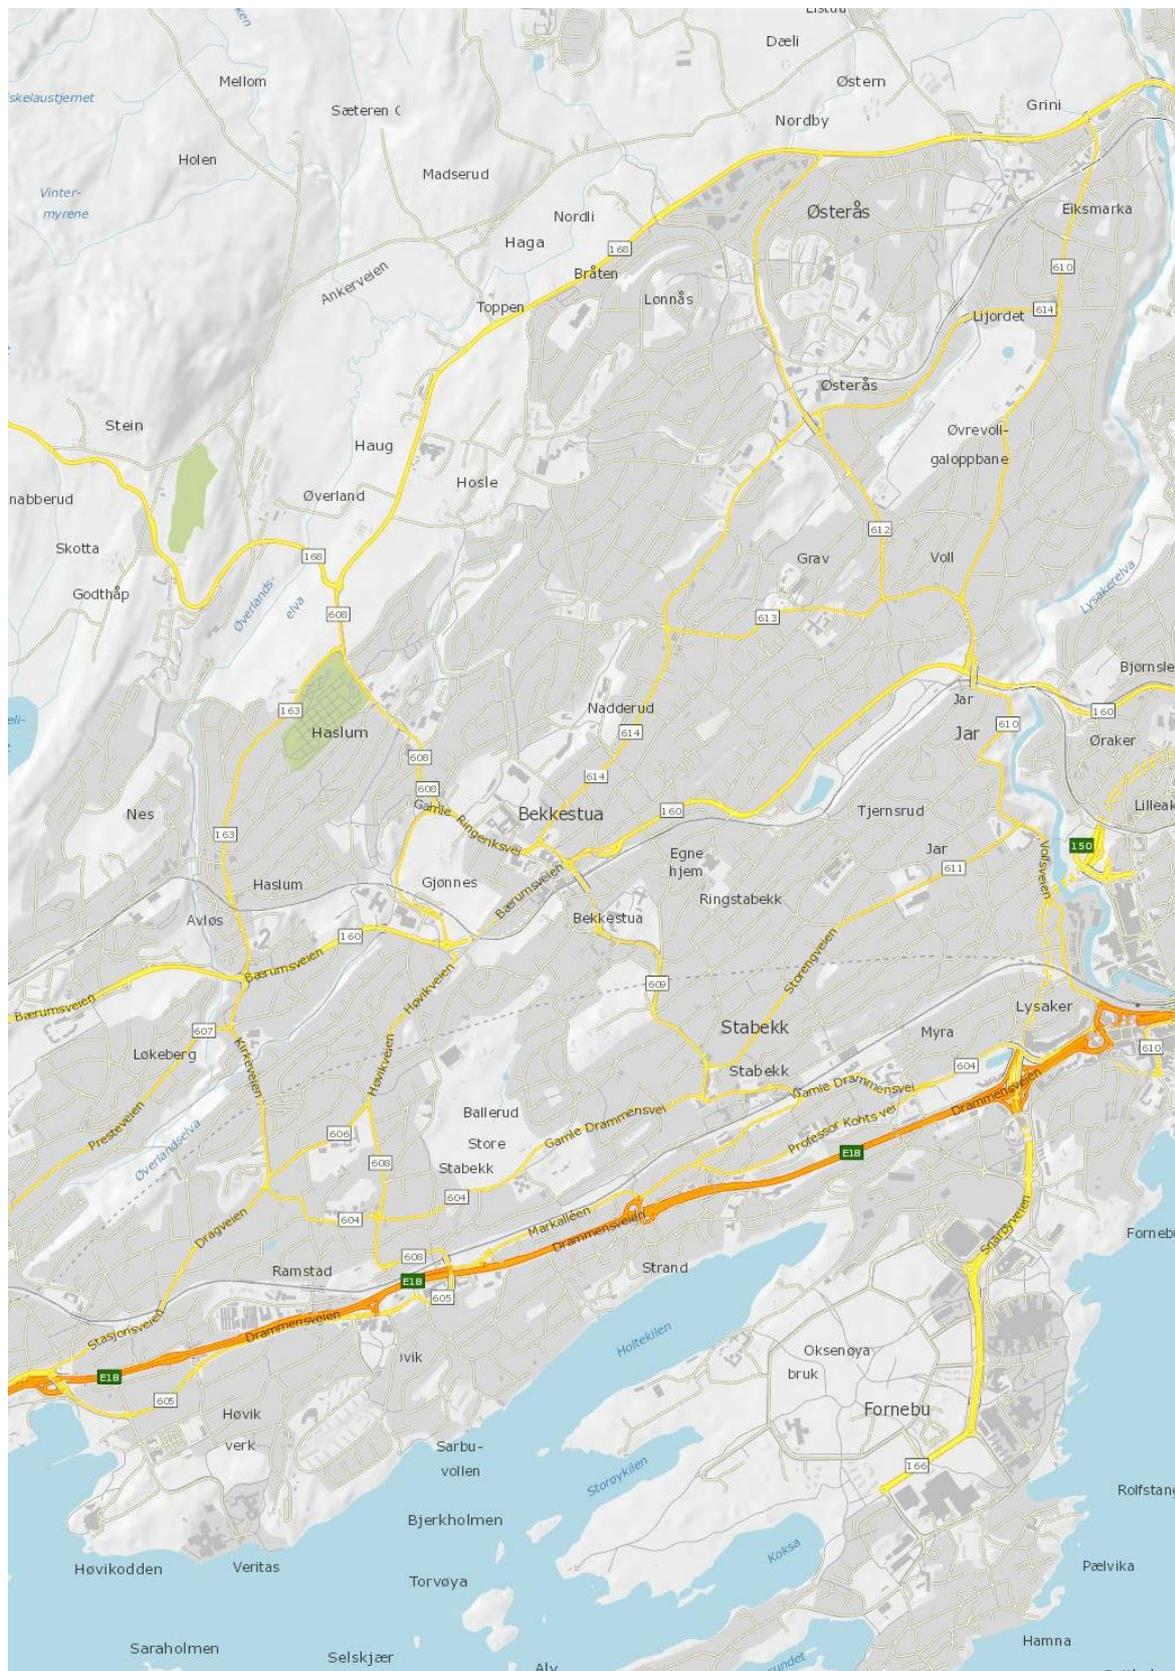 Dæli
Mellom
Østern
iskelaustjernet
Sæteren
Grini
Nordby
Holen
Madserud
Vinter-
myrene
Østerås
Eiksmarka
Nordli
Haga
168
610
Bråten
Ankerveien
Lønnås
Toppen
614
Lijordet
Østerås
Stein
Haug
Øvrevoll-
galoppbane
Hosle
nabberud
Øverland
612
Skotta
168
Grav
Voll
Godthåp
Øverlands-
elva
Lysakerelva
608
613
Bjørnsle
Jar
Nadderud
163
160
610
Haslum
614
Jar
Øraker
608
614
608
Gamle Ringeriksvei
Bekkestua
160
Tjernsrud
Lilleak
Nes
163
150
Egne
hjem
Jar
Vollsveien
611
Haslum
Gjønnes
Bærumsveien
Ringstabekk
Avløs
Bekkestua
160
Storengveien
Bærumsveien
Høvikveien
609
Bærumsveien
607
Lysaker
Stabekk
Myra
Løkeberg
Kirkeveien
610
604
Høvikveien
Stabekk
Gamle Drammensvei
Drammensveien
Presteveien
Ballerud
Gamle Drammensvei
Professor Kohts vei
Øverlandselva
606
Store
Stabekk
E18
608
604
Snarøyveien
Dragveien
604
Markalléen
Drammensveien
Fornebu
608
Ramstad
Strand
E18
605
Stasjonsveien
Drammensveien
Holtekilen
Oksenøya
bruk
E18
605
Høvik
verk
Fornebu
Sarbu-
vollen
166
Storøykilen
Rolfstang
Bjerkholmen
Koksa
Høvikodden
Veritas
Pælvika
Torvøya
Hamna
Saraholmen
Selskjær